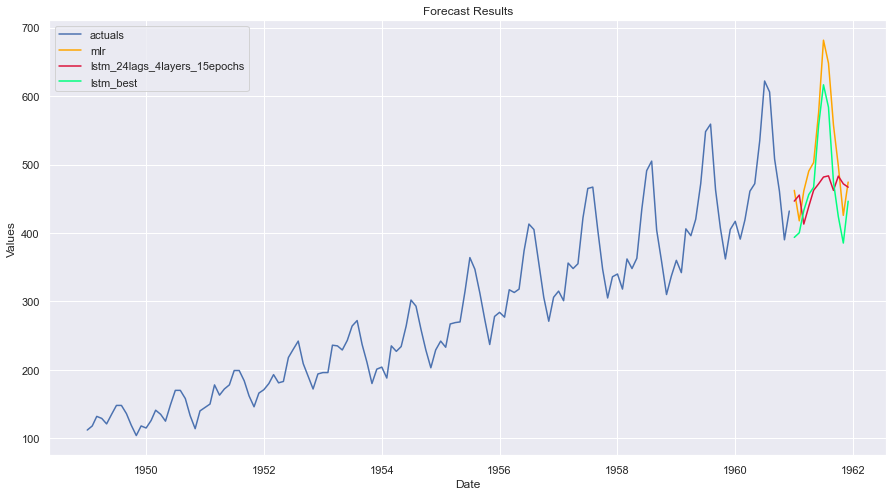 Forecast Results
actuals
mlr
lstm_24lags_4layers_15epochs
lstm_best
Values
700
600
500
400
300
200
100
1950
1952
1954
1956
1958
1960
1962
Date